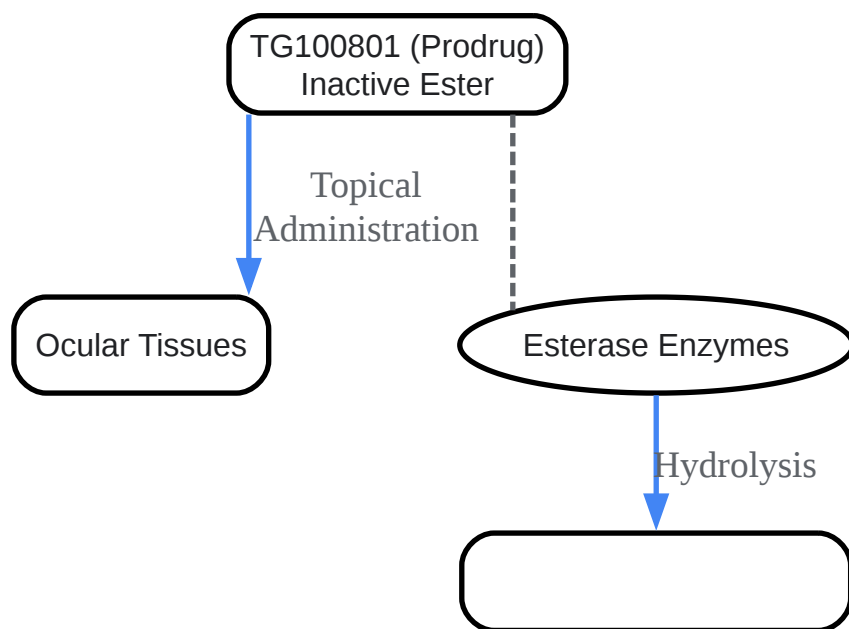 TG100801 (Prodrug)
Inactive Ester
Topical
Administration
Ocular Tissues
Esterase Enzymes
Hydrolysis